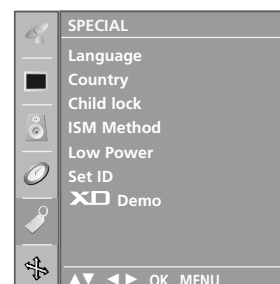 SPECIAL
Language
Country
Child lock
ISM Method
Low Power
Set ID
XD Demo
▲▼ ◄► OK MENU